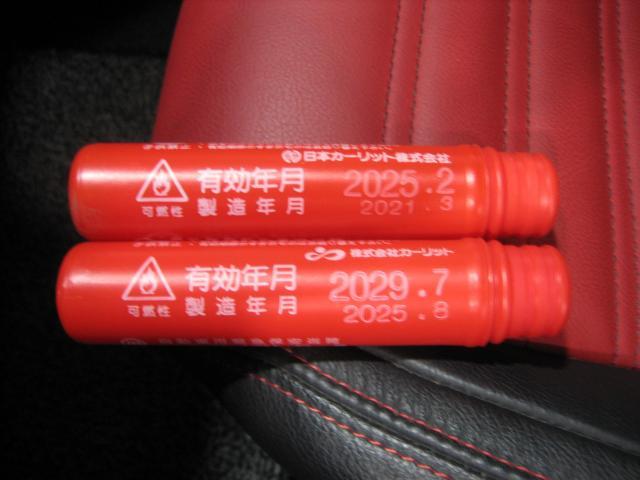 日本カーリット株式会社
有効年月 2025.2
可燃性 製造年月 2021.3
株式会社カーリット
有効年月 2029.7
可燃性 製造年月 2025.8